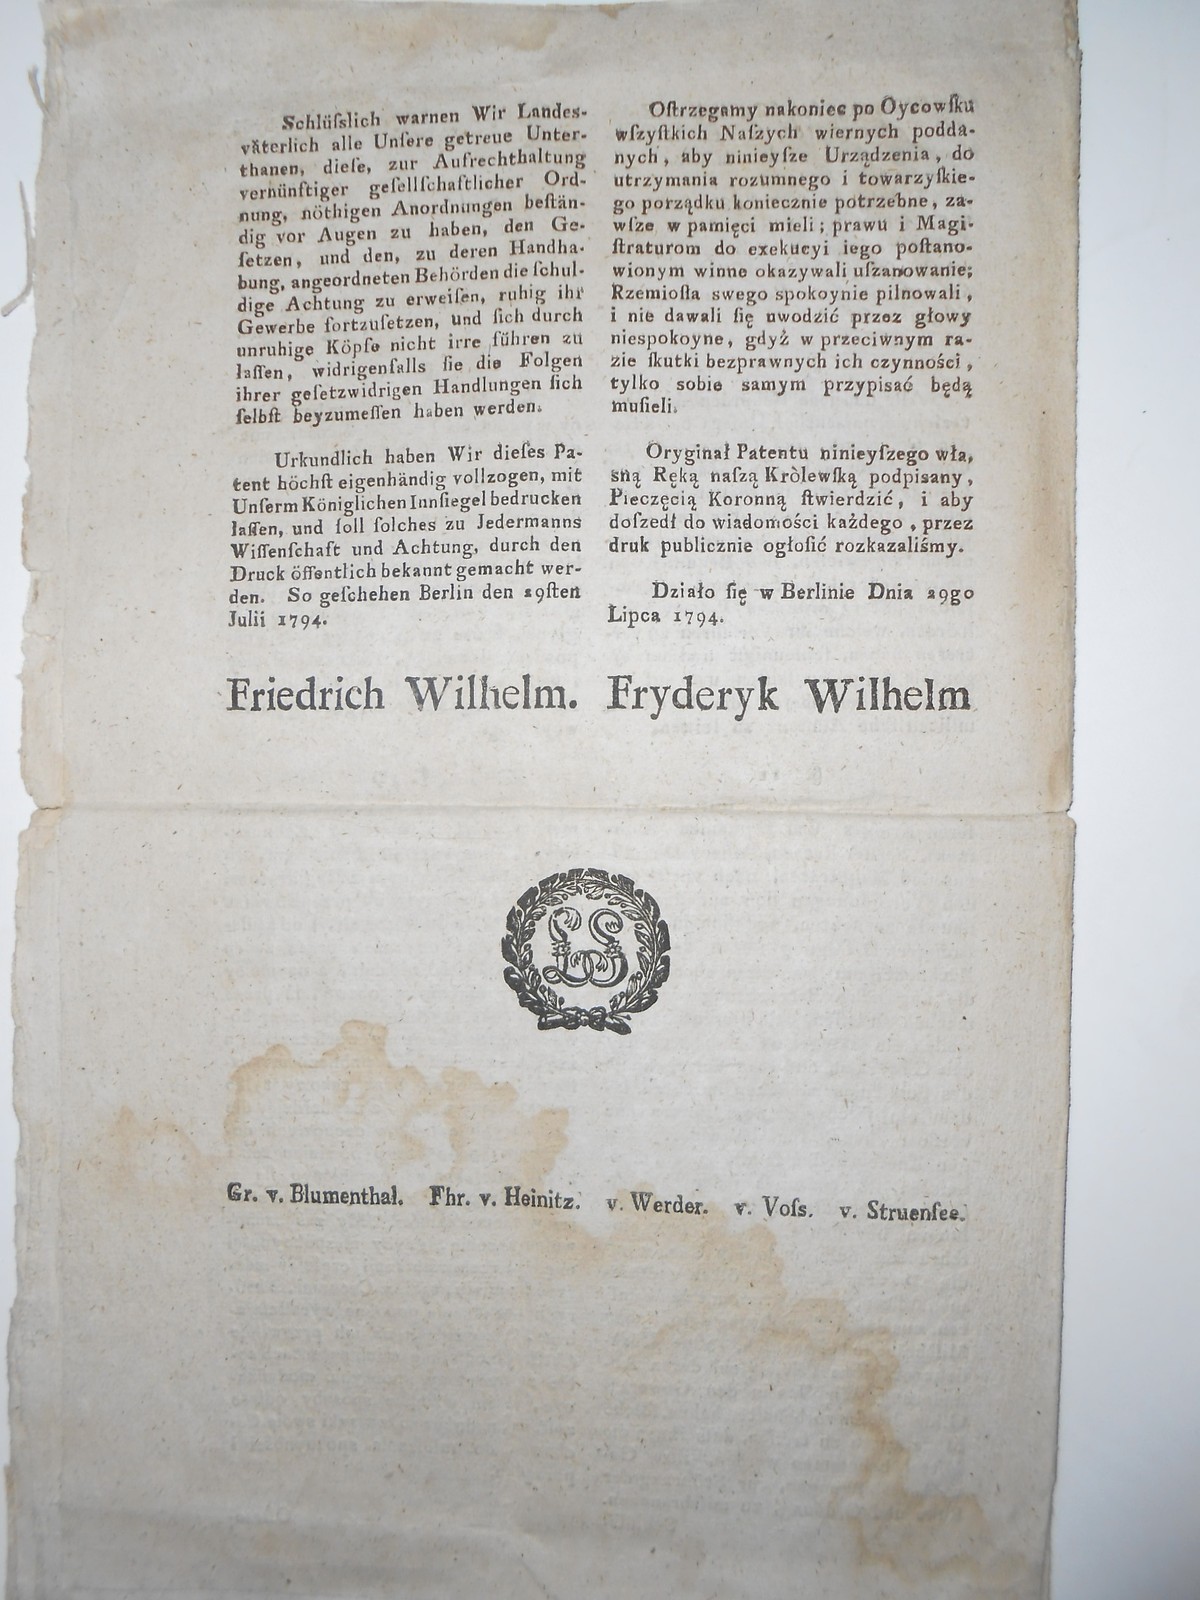 Schlüſslich warnen Wir Landes-
väterlich alle Unſere getreue Unter-
thanen, dieſe, zur Aufrechthaltung
vernünftiger geſellſchaftlicher Ord-
nung, nöthigen Anordnungen beſtän-
dig vor Augen zu haben, den Ge-
ſetzen, und den, zu deren Handha-
bung, angeordneten Behörden die ſchul-
dige Achtung zu erweiſen, ruhig ihr
Gewerbe fortzuſetzen, und ſich durch
unruhige Köpfe nicht irre führen zu
laſſen, widrigenfalls ſie die Folgen
ihrer geſetzwidrigen Handlungen ſich
ſelbſt beyzumeſſen haben werden.
Urkundlich haben Wir dieſes Pa-
tent höchſt eigenhändig vollzogen, mit
Unſerm Königlichen Innſiegel bedrucken
laſſen, und ſoll ſolches zu Jedermanns
Wiſſenſchaft und Achtung, durch den
Druck öffentlich bekannt gemacht wer-
den. So geſchehen Berlin den 29ſten
Julii 1794.
Friedrich Wilhelm.
Oſtrzegamy nakoniec po Oycowſku
wſzyſtkich Naſzych wiernych podda-
nych, aby ninieyſze Urządzenia, do
utrzymania rozumnego i towarzyſkie-
go porządku koniecznie potrzebne, za-
wſze w pamięci mieli; prawu i Magi-
ſtraturom do exekucyi iego poſtano-
wionym winne okazywali uſzanowanie;
Rzemioſla swego spokoynie pilnowali,
i nie dawali ſię uwodzić przez głowy
niespokoyne, gdyż w przeciwnym ra-
zie ſkutki bezprawnych ich czynności,
tylko sobie samym przypisać będą
muſieli.
Oryginał Patentu ninieyſzego wła,
sną Ręką naſzą Kròlewſką podpisany,
Pieczęcią Koronną ſtwierdzić, i aby
doſzedł do wiadomości każdego, przez
druk publicznie ogłoſić rozkazaliśmy.
Działo ſię w Berlinie Dnia 29go
Lipca 1794.
Fryderyk Wilhelm
LS
Gr. v. Blumenthal. Fhr. v. Heinitz. v. Werder. v. Voſs. v. Struenſee.